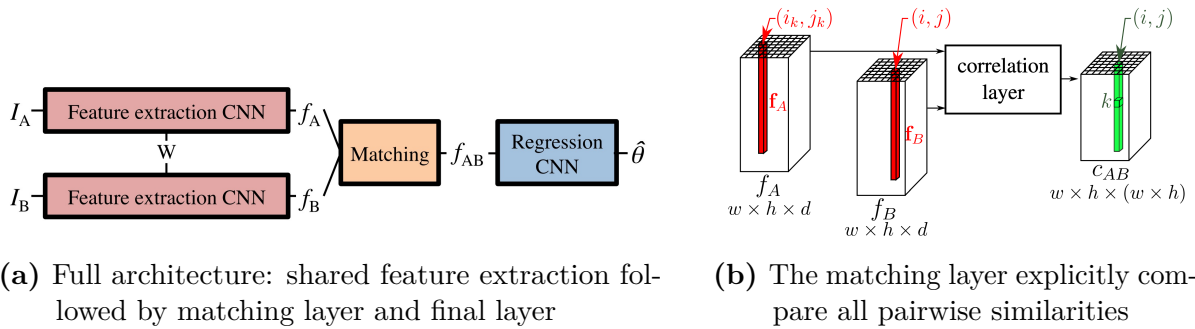 I_A
Feature extraction CNN
f_A
W
I_B
Feature extraction CNN
f_B
Matching
f_AB
Regression
CNN
θ̂
(a) Full architecture: shared feature extraction fol-
lowed by matching layer and final layer
(i_k, j_k)
(i, j)
(i, j)
f_A
f_B
correlation
layer
k
f_A
w × h × d
f_B
w × h × d
c_AB
w × h × (w × h)
(b) The matching layer explicitly com
pare all pairwise similarities